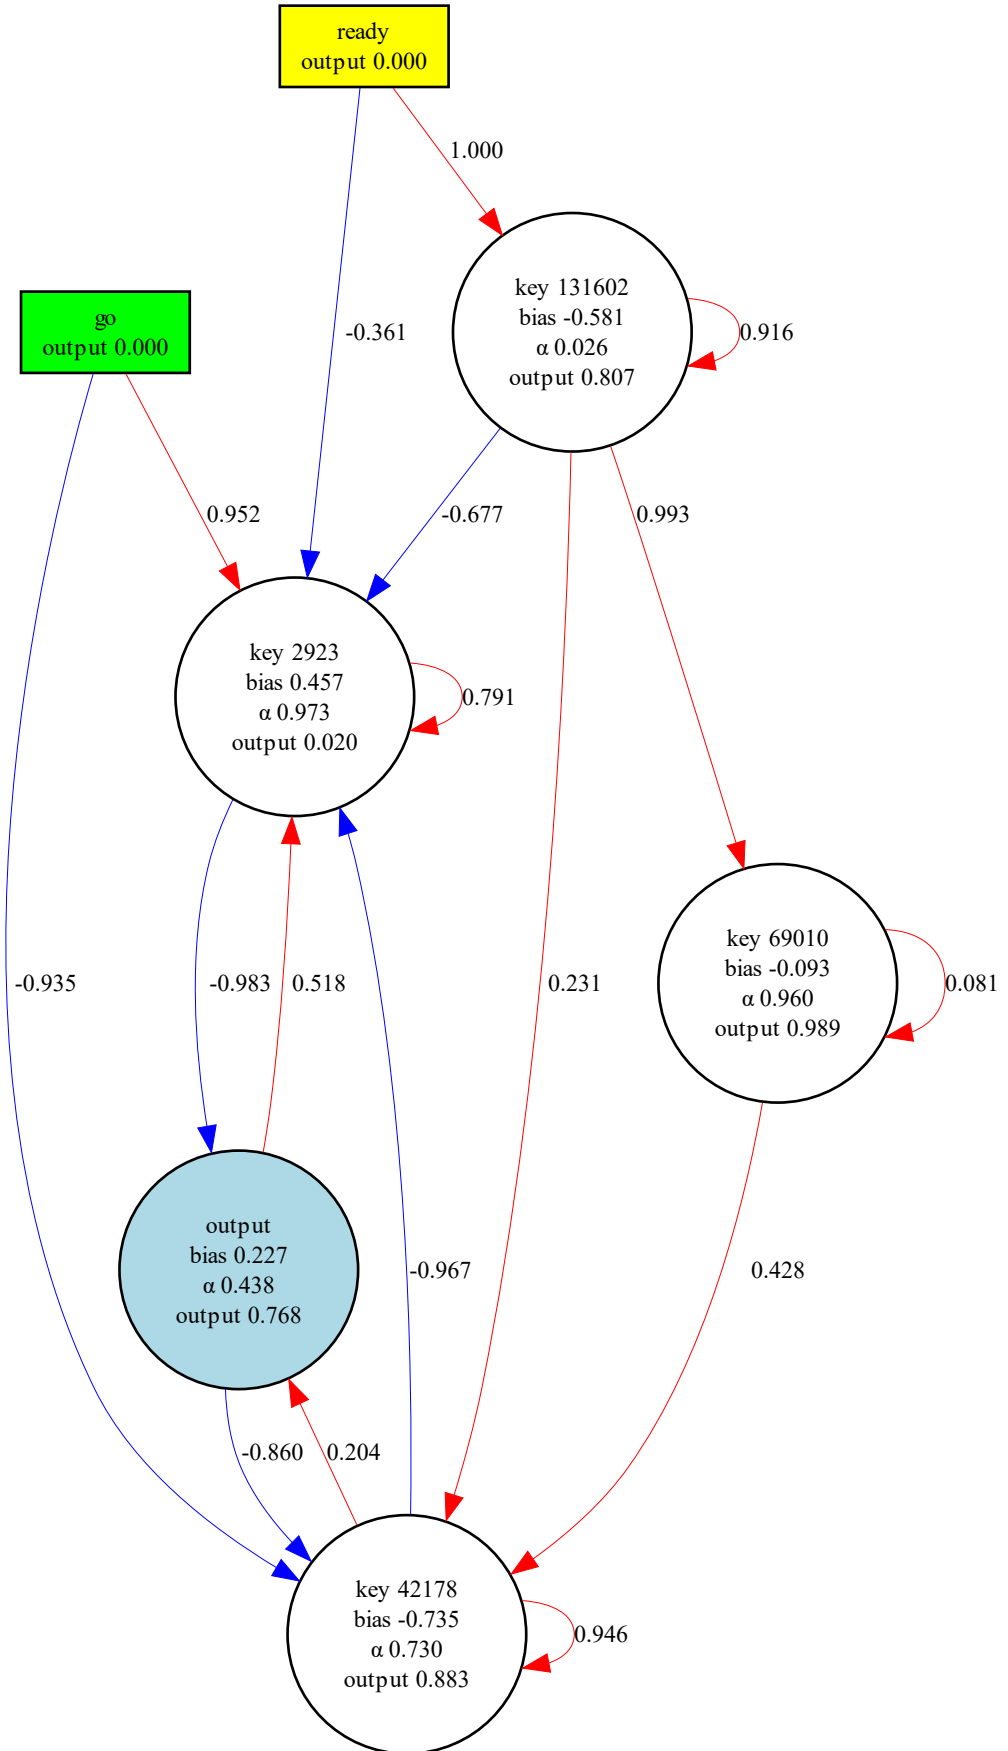 ready
output 0.000
1.000
key 131602
bias -0.581
α 0.026
output 0.807
0.916
go
output 0.000
-0.361
0.952
-0.677
0.993
key 2923
bias 0.457
α 0.973
output 0.020
0.791
key 69010
bias -0.093
α 0.960
output 0.989
0.081
-0.935
-0.983
0.518
0.231
output
bias 0.227
α 0.438
output 0.768
-0.967
0.428
-0.860
0.204
key 42178
bias -0.735
α 0.730
output 0.883
0.946